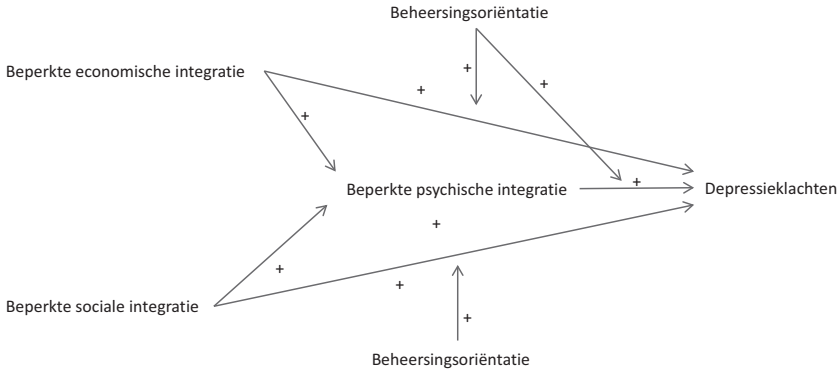 Beheersingsoriëntatie
+
+
Beperkte economische integratie
+
+
Beperkte psychische integratie
+
Depressieklachten
+
+
+
Beperkte sociale integratie
+
Beheersingsoriëntatie